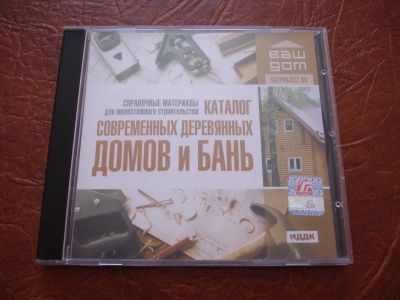 ваш
дом
СПРАВОЧНЫЕ МАТЕРИАЛЫ
ДЛЯ МАЛОЭТАЖНОГО СТРОИТЕЛЬСТВА
КАТАЛОГ
СОВРЕМЕННЫХ ДЕРЕВЯННЫХ
ДОМОВ и БАНЬ
ИДДК